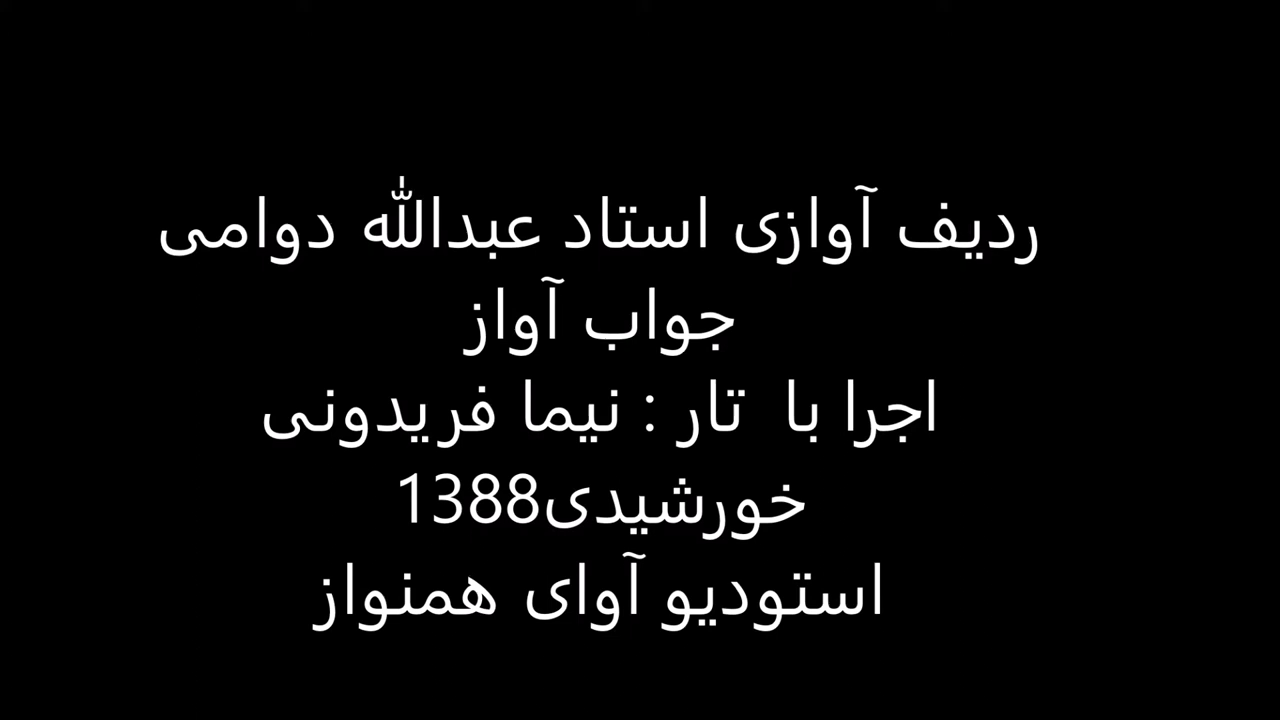 ردیف آوازی استاد عبدالله دوامی
جواب آواز
اجرا با  تار : نیما فریدونی
خورشیدی1388
استودیو آوای همنواز